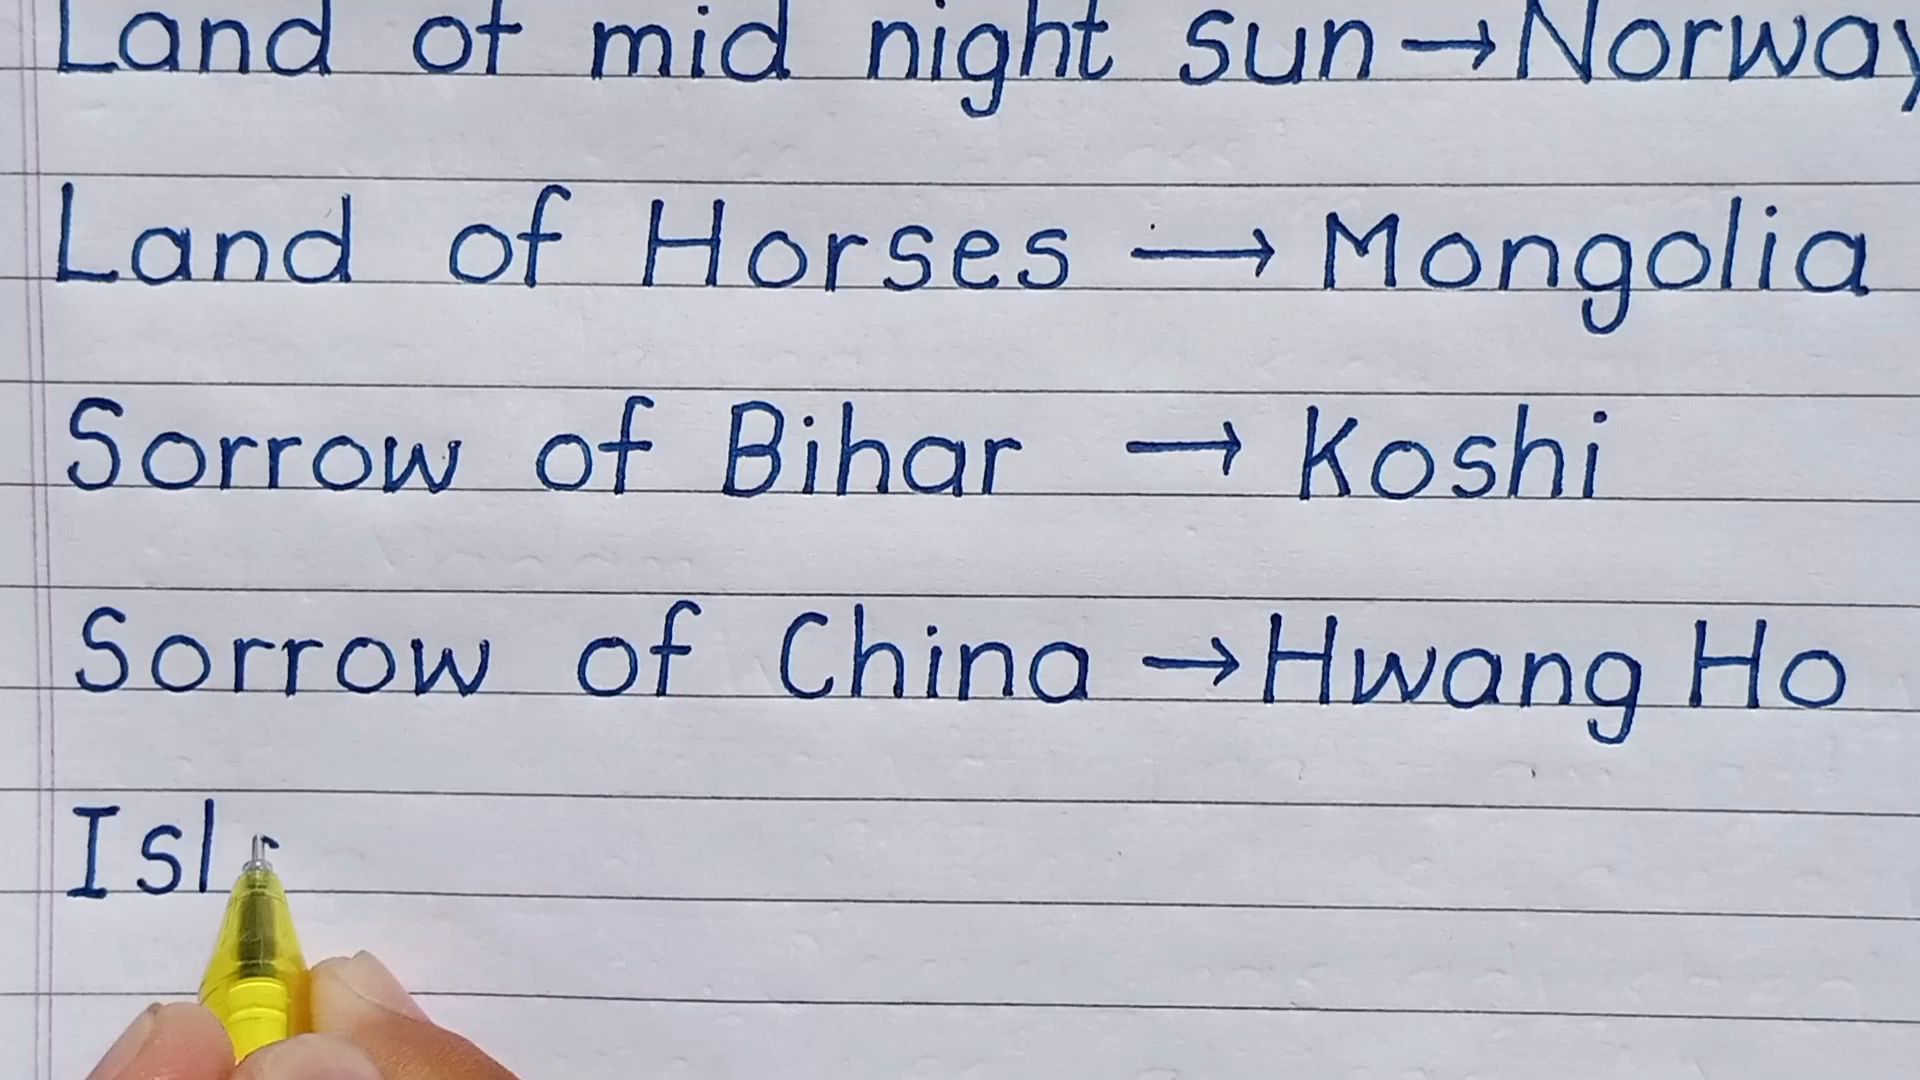 Land of mid night sun → Norway
Land of Horses → Mongolia
Sorrow of Bihar → Koshi
Sorrow of China → Hwang Ho
Isl